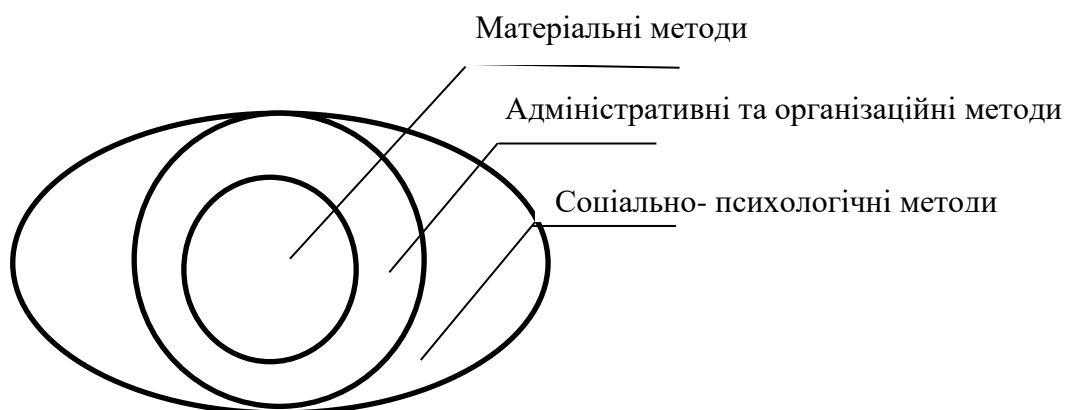 Матеріальні методи
Адміністративні та організаційні методи
Соціально- психологічні методи